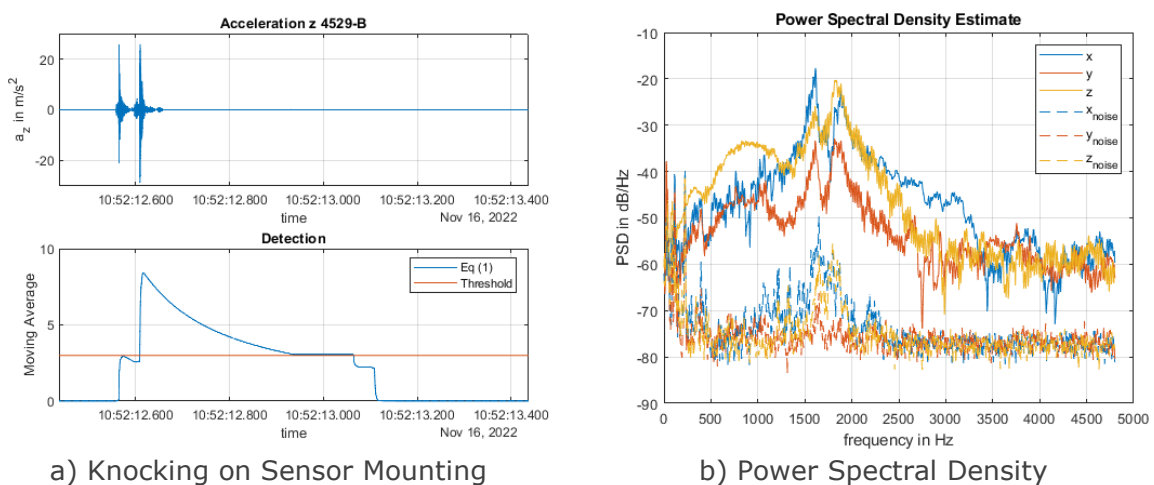 Acceleration z 4529-B
a_z in m/s²
20
0
-20
10:52:12.600 10:52:12.800 10:52:13.000 10:52:13.200 10:52:13.400
time
Nov 16, 2022
Detection
Moving Average
10
5
0
Eq (1)
Threshold
10:52:12.600 10:52:12.800 10:52:13.000 10:52:13.200 10:52:13.400
time
Nov 16, 2022
a) Knocking on Sensor Mounting
Power Spectral Density Estimate
PSD in dB/Hz
-10
-20
-30
-40
-50
-60
-70
-80
-90
x
y
z
x_noise
y_noise
z_noise
0 500 1000 1500 2000 2500 3000 3500 4000 4500 5000
frequency in Hz
b) Power Spectral Density